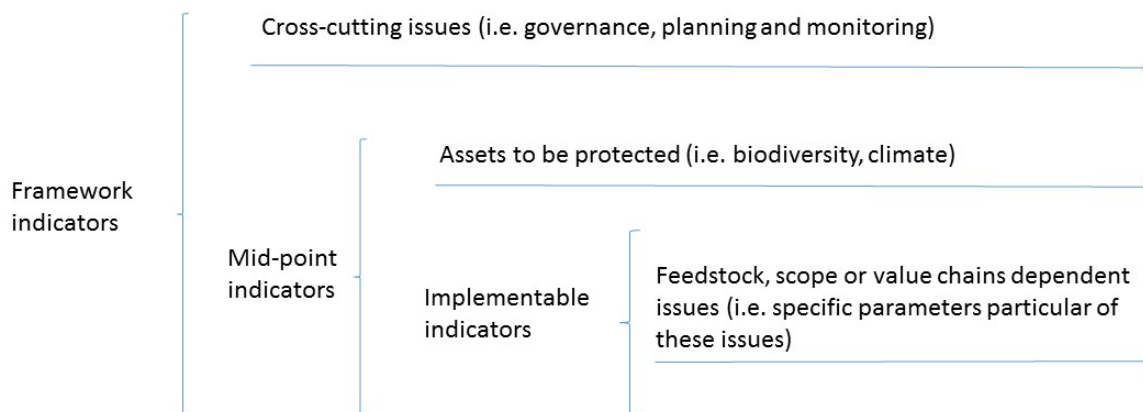 Cross-cutting issues (i.e. governance, planning and monitoring)
Assets to be protected (i.e. biodiversity, climate)
Framework
indicators
Mid-point
indicators
Implementable
indicators
Feedstock, scope or value chains dependent
issues (i.e. specific parameters particular of
these issues)